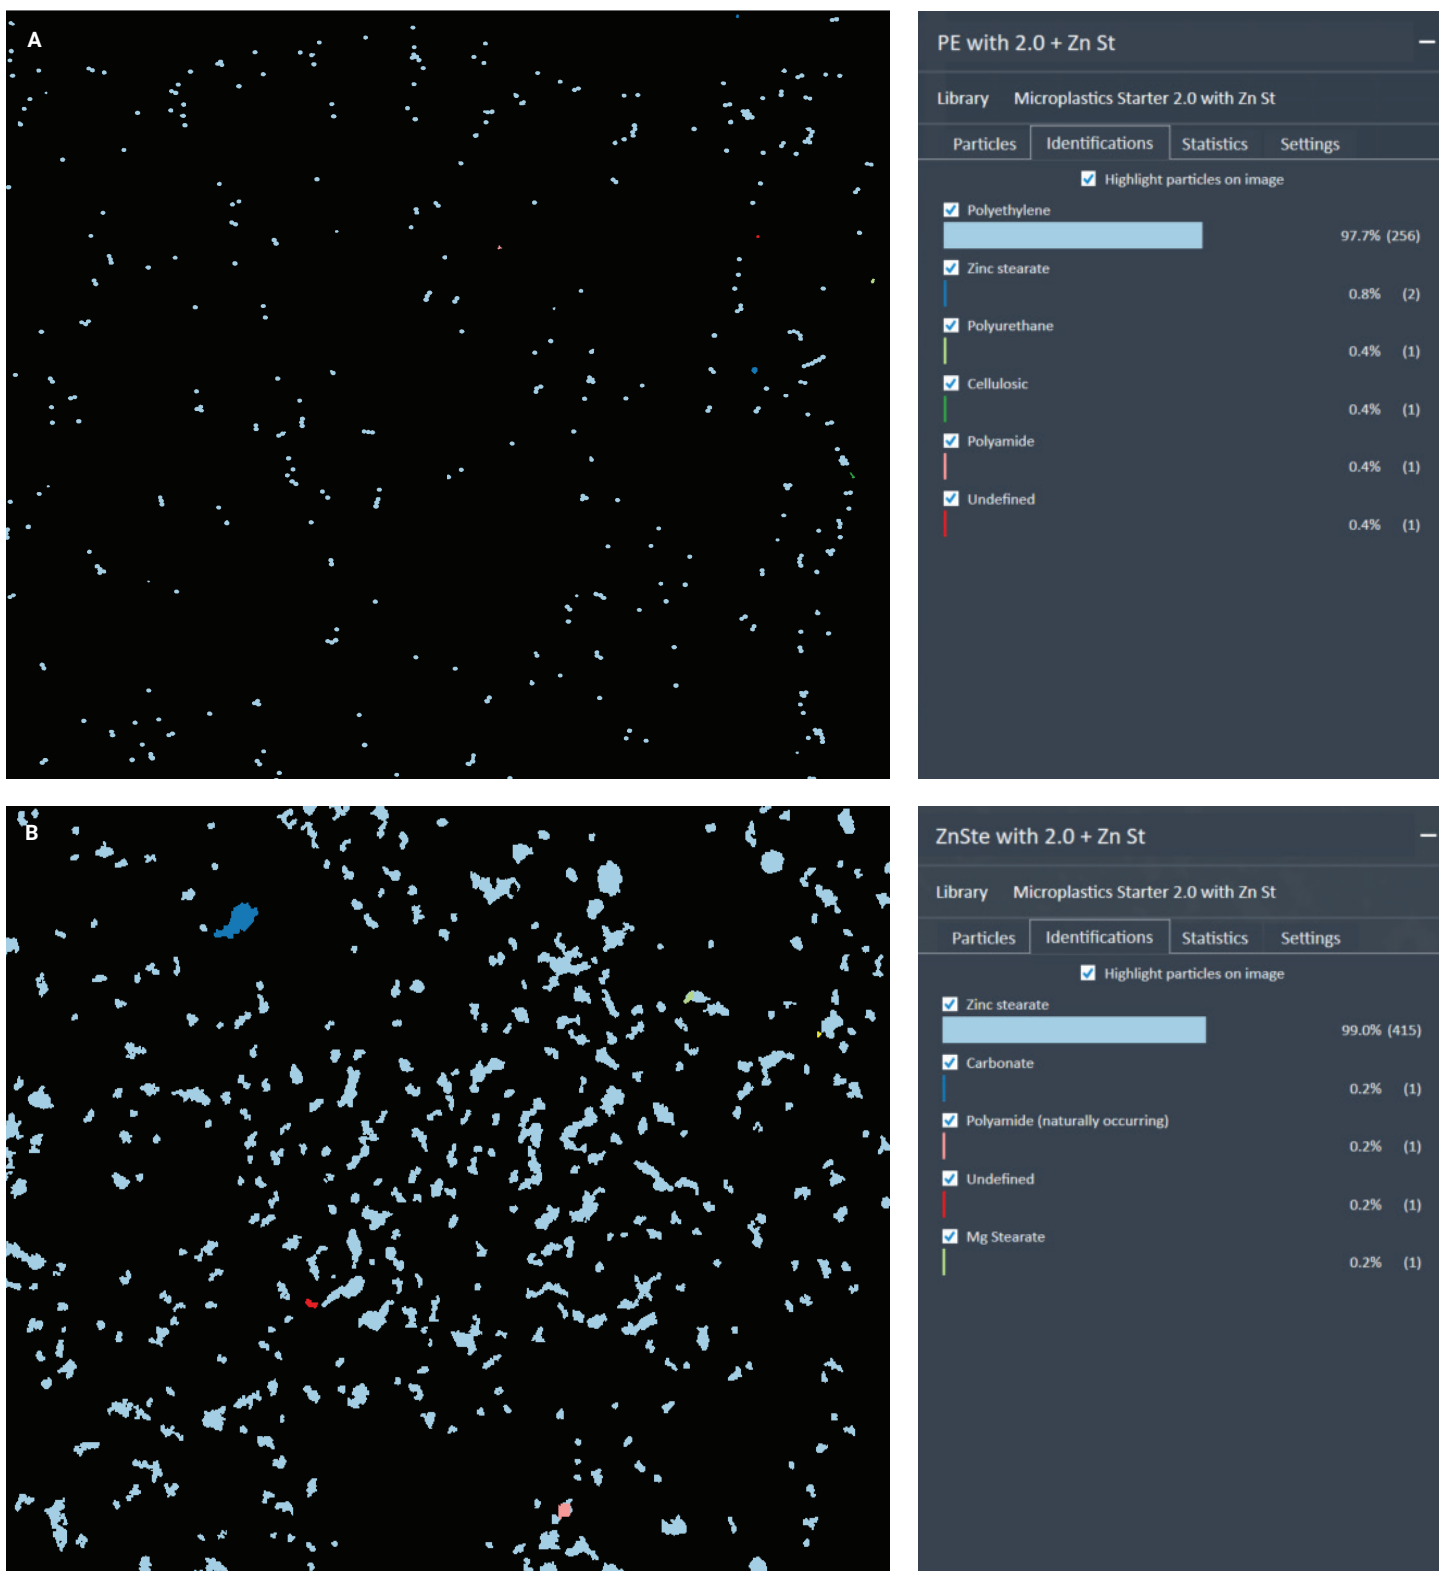 A
PE with 2.0 + Zn St
Library Microplastics Starter 2.0 with Zn St
Particles Identifications Statistics Settings
Highlight particles on image
Polyethylene
97.7% (256)
Zinc stearate
0.8% (2)
Polyurethane
0.4% (1)
Cellulosic
0.4% (1)
Polyamide
0.4% (1)
Undefined
0.4% (1)
B
ZnSte with 2.0 + Zn St
Library Microplastics Starter 2.0 with Zn St
Particles Identifications Statistics Settings
Highlight particles on image
Zinc stearate
99.0% (415)
Carbonate
0.2% (1)
Polyamide (naturally occurring)
0.2% (1)
Undefined
0.2% (1)
Mg Stearate
0.2% (1)